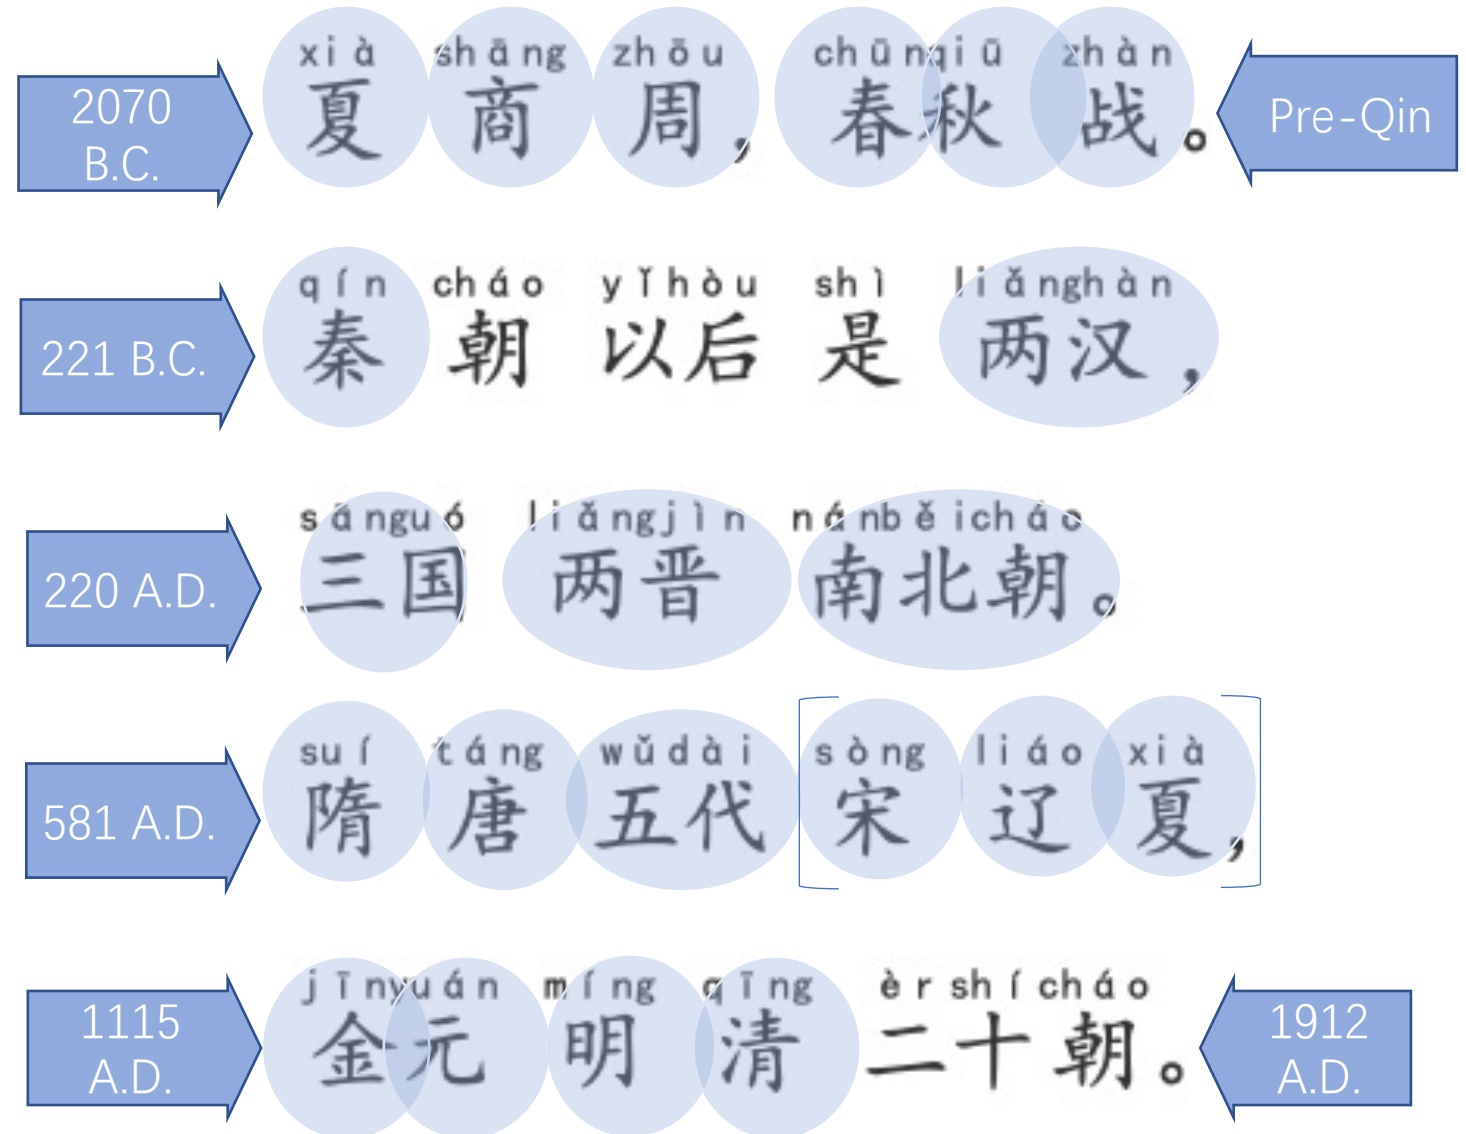 xià shāng zhōu chūnqiū zhàn
2070 B.C. 夏 商 周， 春秋 战。 Pre-Qin
qín cháo yǐhòu shì liǎnghàn
221 B.C. 秦 朝 以后 是 两汉，
sānguó liǎngjìn nánběicháo
220 A.D. 三国 两晋 南北朝。
suí táng wǔdài sòng liáo xià
581 A.D. 隋 唐 五代 宋 辽 夏，
jīnyuán míng qīng èrshícháo
1115 A.D. 金元 明 清 二十朝。 1912 A.D.